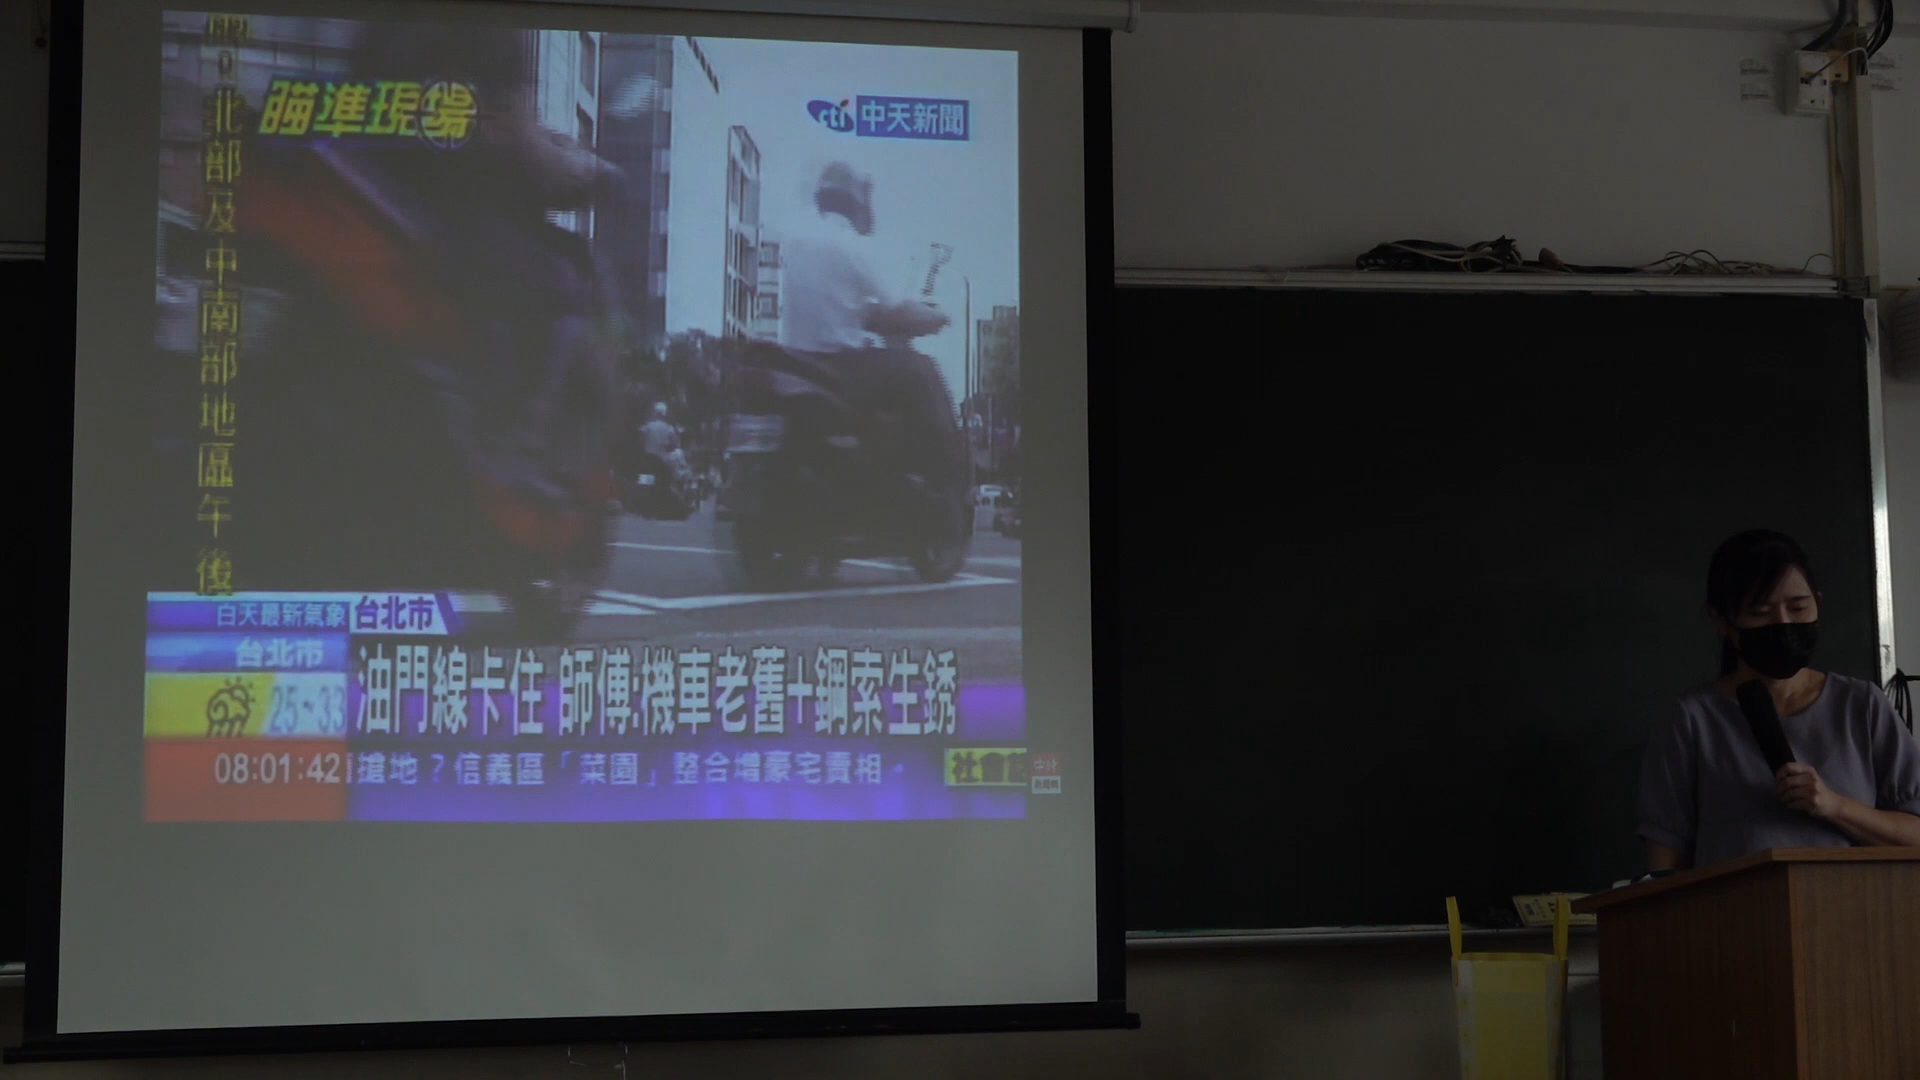 瞄準現場
cti 中天新聞
北部及中南部地區午後
白天最新氣象
台北市
台北市
25~33
油門線卡住 師傅:機車老舊+鋼索生銹
08:01:42
搶地？信義區「菜園」整合增豪宅賣相
社會